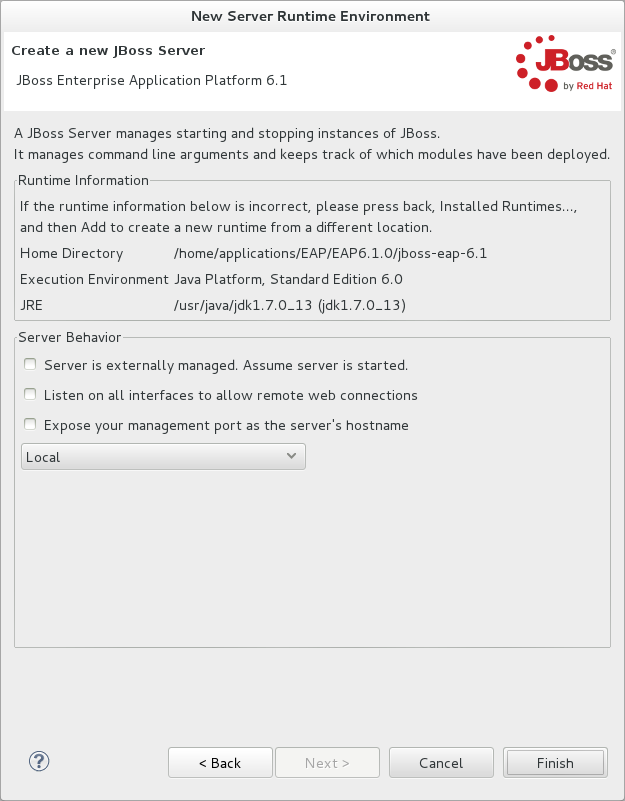 New Server Runtime Environment
Create a new JBoss Server
JBoss Enterprise Application Platform 6.1
JBoss®
by Red Hat
A JBoss Server manages starting and stopping instances of JBoss.
It manages command line arguments and keeps track of which modules have been deployed.
Runtime Information
If the runtime information below is incorrect, please press back, Installed Runtimes...,
and then Add to create a new runtime from a different location.
Home Directory /home/applications/EAP/EAP6.1.0/jboss-eap-6.1
Execution Environment Java Platform, Standard Edition 6.0
JRE /usr/java/jdk1.7.0_13 (jdk1.7.0_13)
Server Behavior
Server is externally managed. Assume server is started.
Listen on all interfaces to allow remote web connections
Expose your management port as the server's hostname
Local
? < Back Next > Cancel Finish